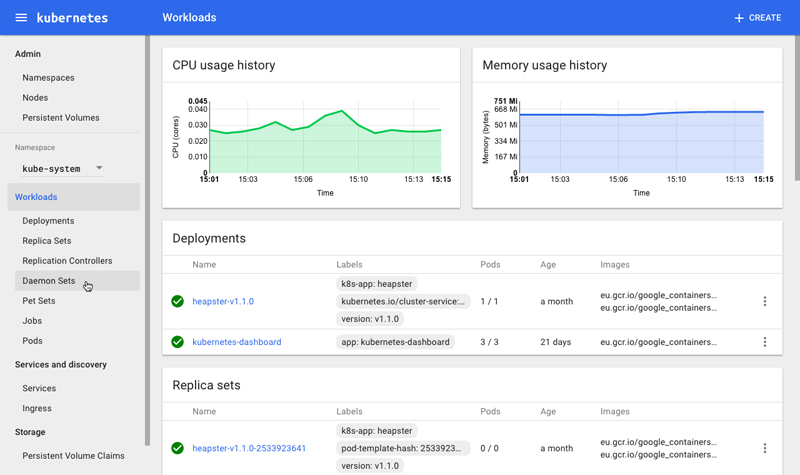 kubernetes
Workloads
+ CREATE
Admin
Namespaces
Nodes
Persistent Volumes
Namespace
kube-system
Workloads
Deployments
Replica Sets
Replication Controllers
Daemon Sets
Pet Sets
Jobs
Pods
Services and discovery
Services
Ingress
Storage
Persistent Volume Claims
CPU usage history
CPU (cores)
0.045
0.040
0.030
0.020
0.010
0
15:01 15:03 15:06 15:10 15:13 15:15
Time
Memory usage history
Memory (bytes)
751 Mi
668 Mi
501 Mi
334 Mi
167 Mi
0
15:01 15:03 15:06 15:10 15:13 15:15
Time
Deployments
Name Labels Pods Age Images
k8s-app: heapster
heapster-v1.1.0 kubernetes.io/cluster-service:... 1 / 1 a month eu.gcr.io/google_containers...
eu.gcr.io/google_containers...
version: v1.1.0
kubernetes-dashboard app: kubernetes-dashboard 3 / 3 21 days eu.gcr.io/google_containers...
Replica sets
Name Labels Pods Age Images
k8s-app: heapster
heapster-v1.1.0-2533923641 pod-template-hash: 2533923... 0 / 0 a month eu.gcr.io/google_containers...
eu.gcr.io/google_containers...
version: v1.1.0